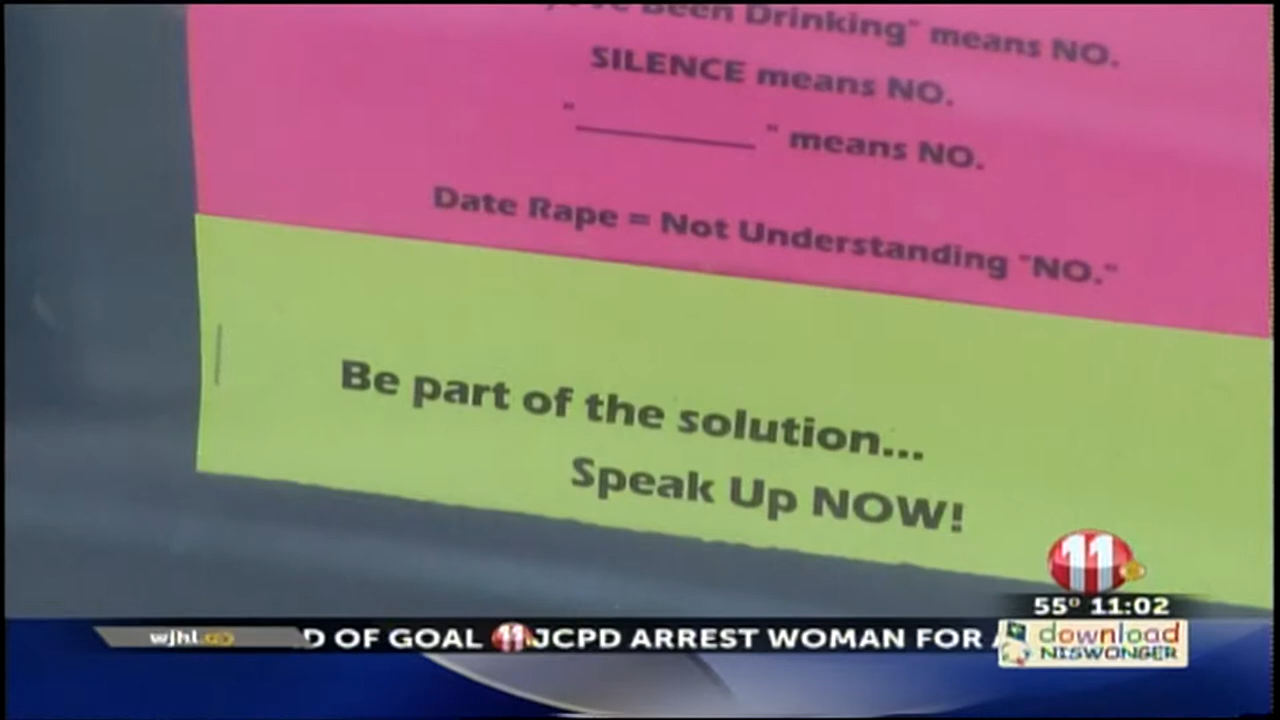 Been Drinking" means NO.
SILENCE means NO.
"__________" means NO.
Date Rape = Not Understanding "NO."
Be part of the solution...
Speak Up NOW!
11
55° 11:02
wjhl
D OF GOAL 11 JCPD ARREST WOMAN FOR
download
NISWONGER